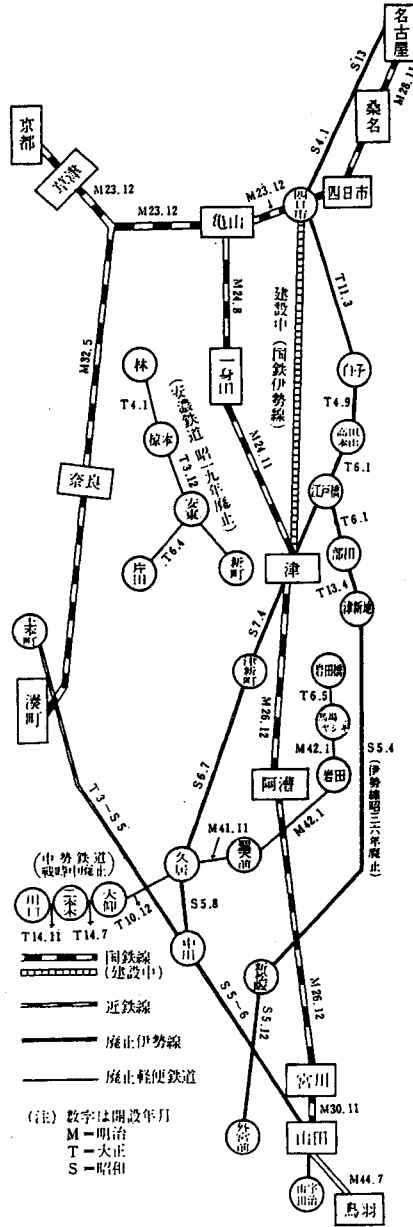 名古屋
S13
M28.11
桑名
S4.1
京都
草津
M23.12
M23.12
亀山
M23.12
四日市
四日市
M24.8
建設中(国鉄伊勢線)
T11.3
M32.5
一身田
白子
林
T4.1
(安濃鉄道 昭一九年廃止)
T4.9
椋本
T3.12
M24.11
高田本山
T6.1
奈良
安東
江戸橋
T6.1
T6.4
片田
新町
津
部田
T13.4
津新地
S7.4
津新町
岩田橋
T6.5
湊町
M26.12
M42.1
岩田
S5.4
(伊勢線昭三六年廃止)
S6.7
阿漕
T3~S5
M41.11
M42.1
(中勢鉄道
戦時中廃止)
久居
川口
二本木
大仰
T14.11
T14.7
T10.12
S5.8
中川
新松阪
国鉄線
(建設中)
S5~6
S5.12
M26.12
近鉄線
廃止伊勢線
宮川
廃止軽便鉄道
外宮前
M30.11
山田
(注) 数字は開設年月
M=明治
T=大正
S=昭和
宇治山田
M44.7
鳥羽